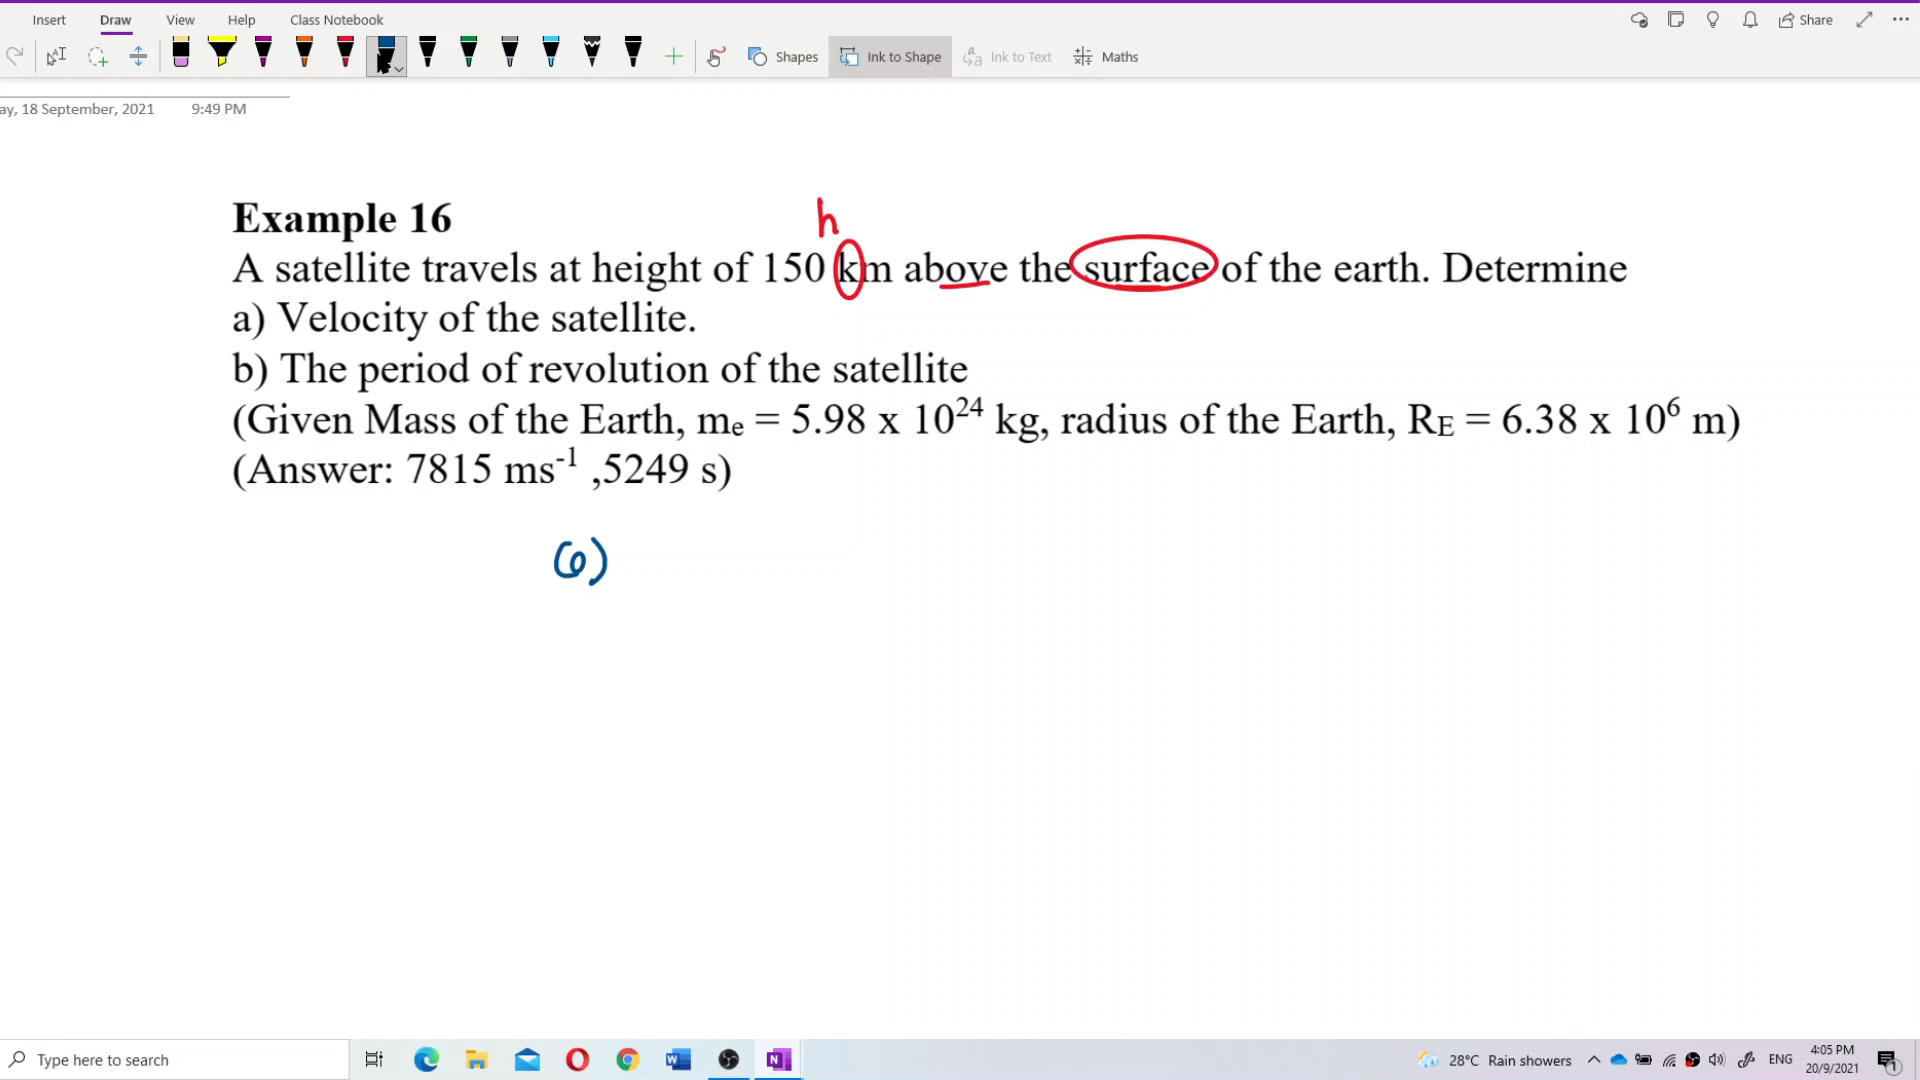 Insert Draw View Help Class Notebook Share
Shapes Ink to Shape Ink to Text Maths
ay, 18 September, 2021 9:49 PM
Example 16
h
A satellite travels at height of 150 km above the surface of the earth. Determine
a) Velocity of the satellite.
b) The period of revolution of the satellite
(Given Mass of the Earth, me = 5.98 x 10²⁴ kg, radius of the Earth, RE = 6.38 x 10⁶ m)
(Answer: 7815 ms⁻¹ ,5249 s)
Type here to search 28°C Rain showers ENG 4:05 PM
20/9/2021